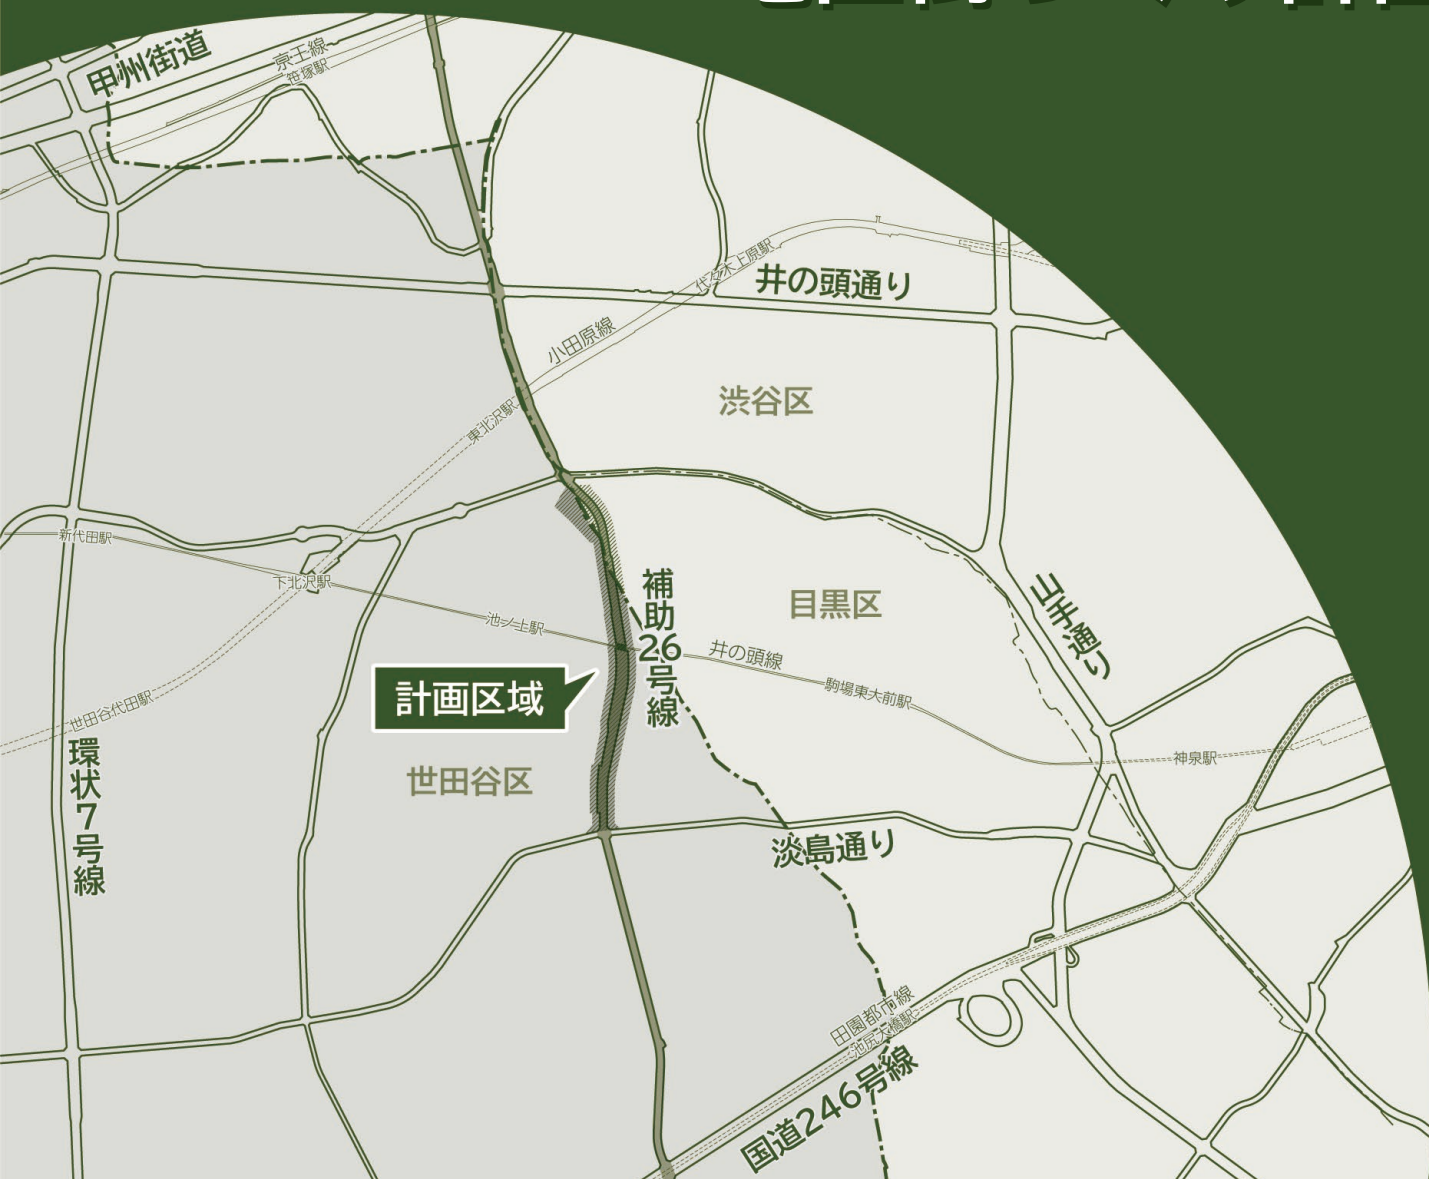 甲州街道
京王線
笹塚駅
代々木上原駅
井の頭通り
小田原線
渋谷区
東北沢駅
新代田駅
下北沢駅
池ノ上駅
補助26号線
目黒区
山手通り
井の頭線
駒場東大前駅
計画区域
世田谷代田駅
環状7号線
世田谷区
神泉駅
淡島通り
田園都市線
池尻大橋駅
国道246号線